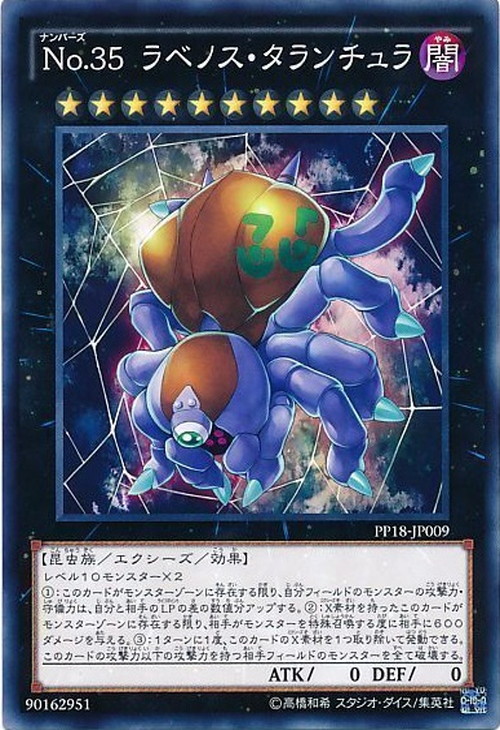 ナンバーズ
No.35 ラベノス・タランチュラ
やみ
闇
35
PP18-JP009
【昆虫族/エクシーズ/効果】
レベル10モンスター×2
①:このカードがモンスターゾーンに存在する限り、自分フィールドのモンスターの攻撃力・
守備力は、自分と相手のLPの差の数値分アップする。②:X素材を持ったこのカードが
モンスターゾーンに存在する限り、相手がモンスターを特殊召喚する度に相手に600
ダメージを与える。③:1ターンに1度、このカードのX素材を1つ取り除いて発動できる。
このカードの攻撃力以下の攻撃力を持つ相手フィールドのモンスターを全て破壊する。
ATK/ 0 DEF/ 0
90162951
©高橋和希 スタジオ・ダイス/集英社